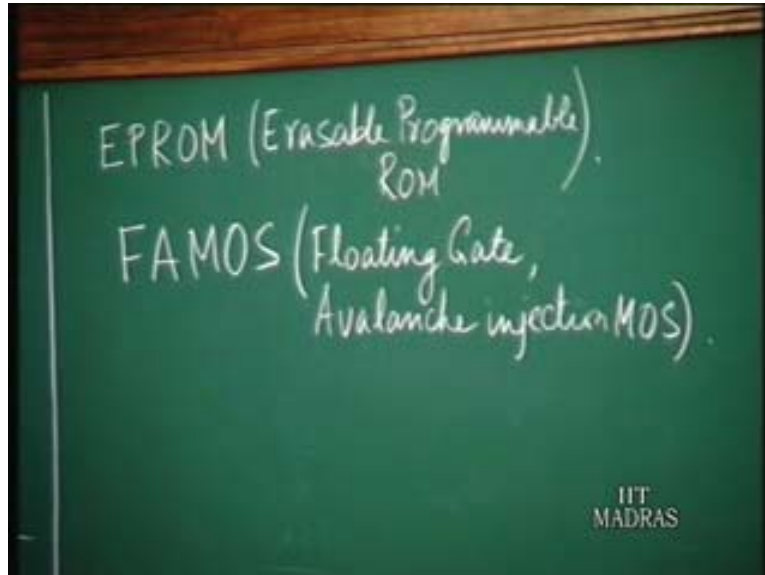 EPROM (Erasable Programmable).
ROM
FAMOS (Floating Gate,
Avalanche injection MOS).
IIT
MADRAS